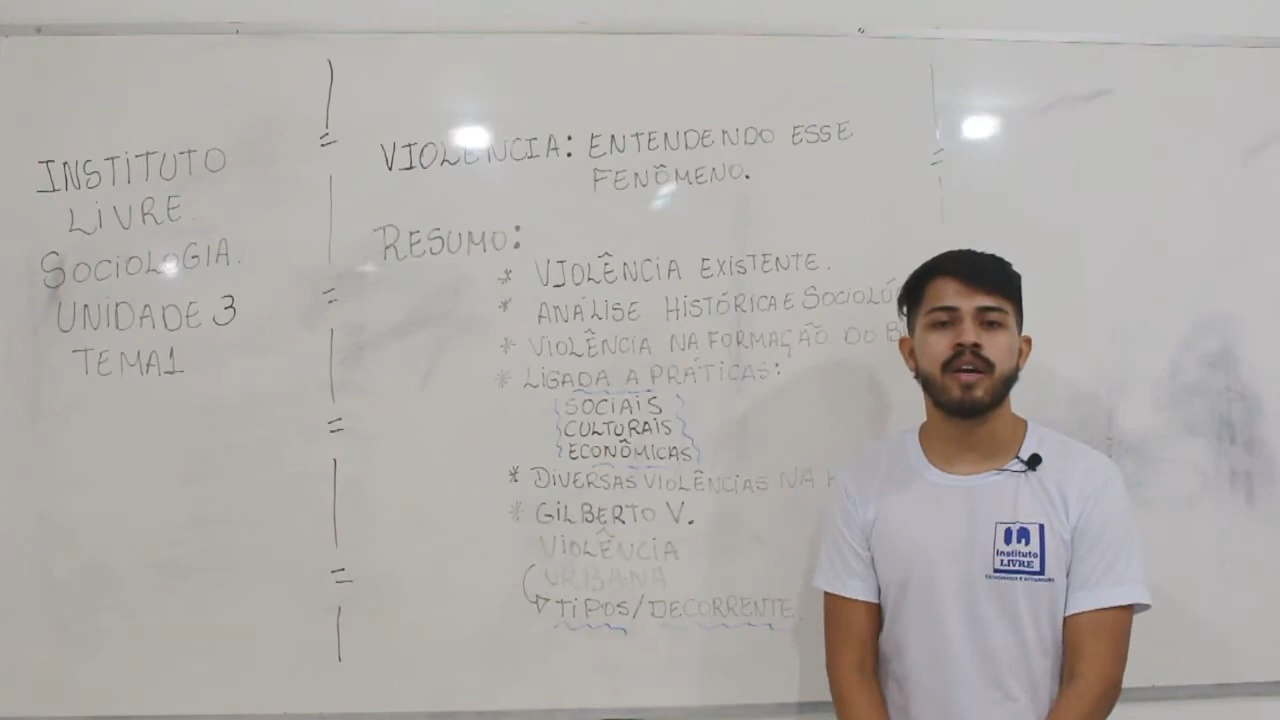 INSTITUTO
LIVRE
SOCIOLOGIA.
UNIDADE 3
TEMA1
VIOLÊNCIA: ENTENDENDO ESSE
FENÔMENO.
RESUMO:
* VIOLÊNCIA EXISTENTE.
* ANÁLISE HISTÓRICA E SOCIOLÓ
* VIOLÊNCIA NA FORMAÇÃO DO B
* LIGADA A PRÁTICAS:
SOCIAIS
CULTURAIS
ECONÔMICAS
* DIVERSAS VIOLÊNCIAS NA H
* GILBERTO V.
VIOLÊNCIA
URBANA
TIPOS/DECORRENTE.
Instituto
LIVRE